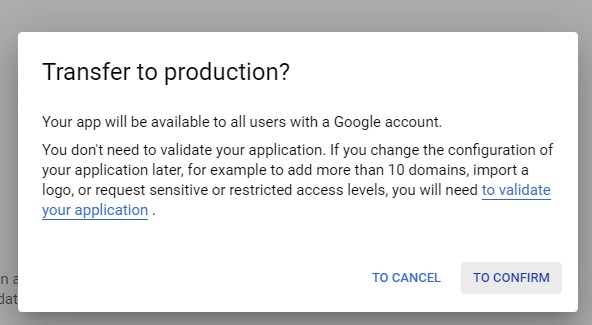 Transfer to production?
Your app will be available to all users with a Google account.
You don't need to validate your application. If you change the configuration of
your application later, for example to add more than 10 domains, import a
logo, or request sensitive or restricted access levels, you will need to validate
your application .
n a
dat
TO CANCEL
TO CONFIRM